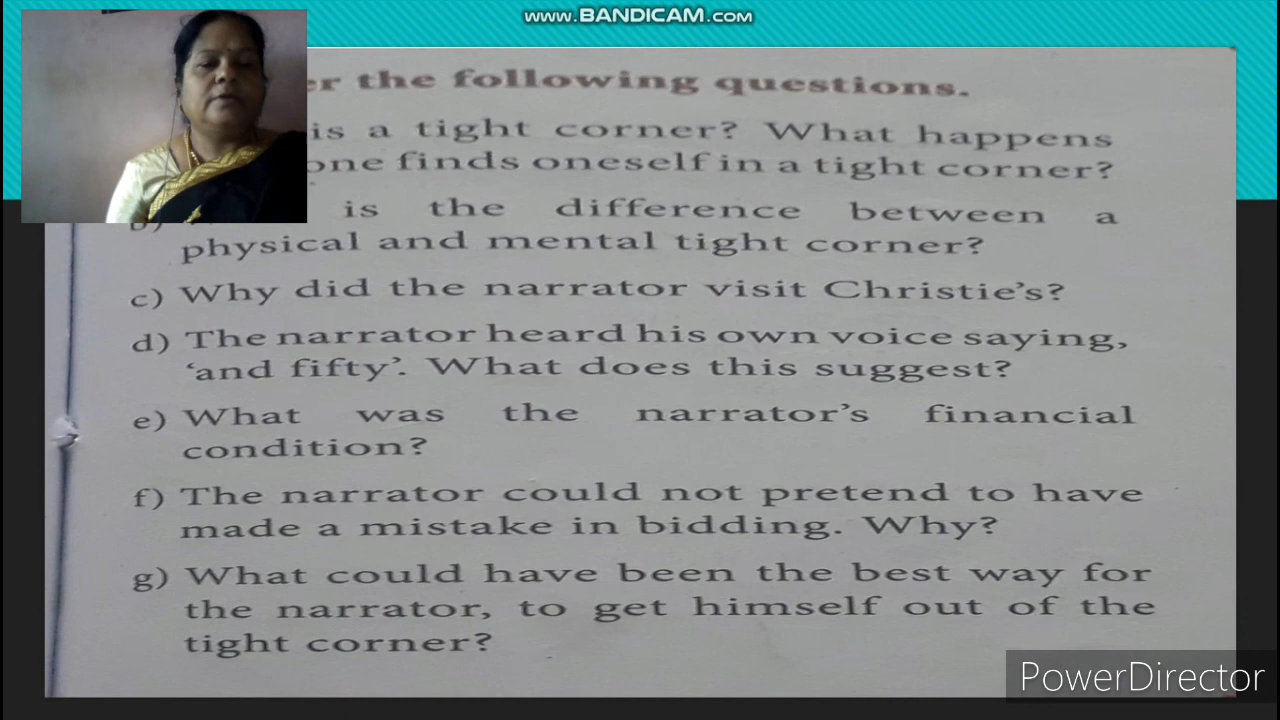 www.BANDICAM.com
er the following questions.
is a tight corner? What happens
one finds oneself in a tight corner?
b) is the difference between a
physical and mental tight corner?
c) Why did the narrator visit Christie's?
d) The narrator heard his own voice saying,
'and fifty'. What does this suggest?
e) What was the narrator's financial
condition?
f) The narrator could not pretend to have
made a mistake in bidding. Why?
g) What could have been the best way for
the narrator, to get himself out of the
tight corner?
PowerDirector